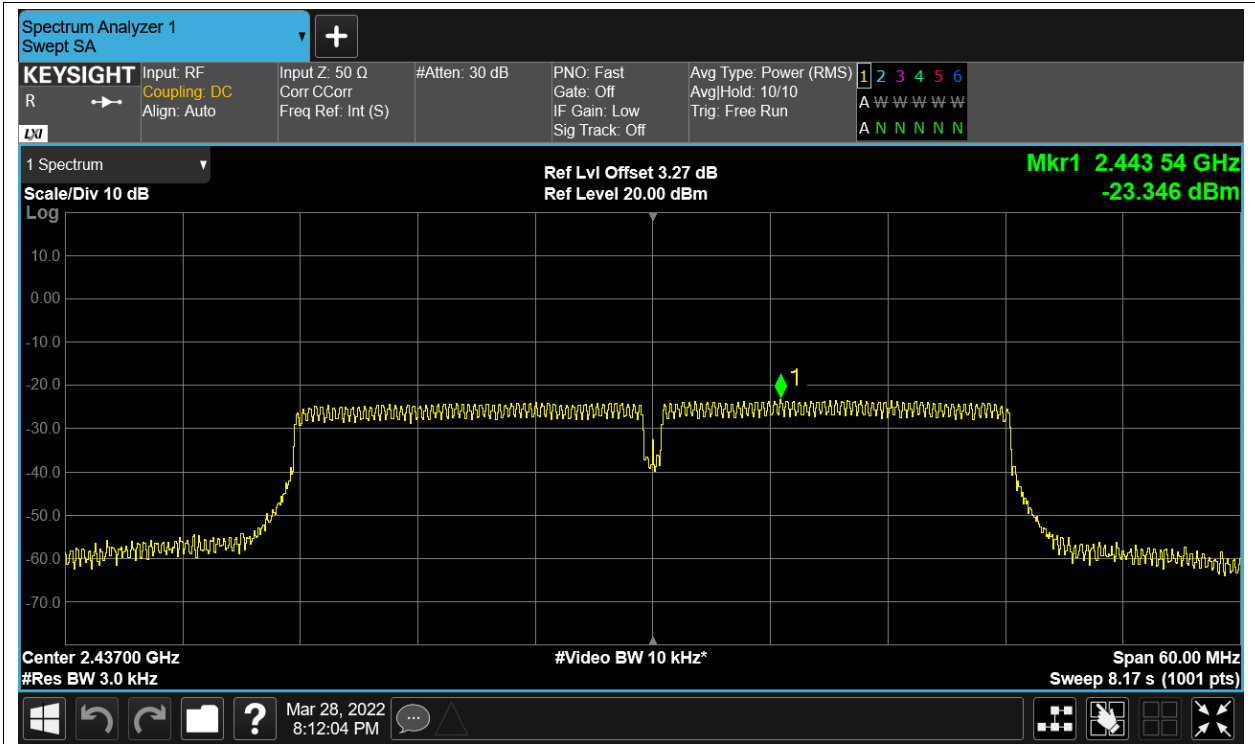 Spectrum Analyzer 1
Swept SA
KEYSIGHT
R
LXI
Input: RF
Coupling: DC
Align: Auto
Input Z: 50 Ω
Corr CCorr
Freq Ref: Int (S)
#Atten: 30 dB
PNO: Fast
Gate: Off
IF Gain: Low
Sig Track: Off
Avg Type: Power (RMS)
Avg|Hold: 10/10
Trig: Free Run
1 2 3 4 5 6
A W W W W W
A N N N N N
1 Spectrum
Scale/Div 10 dB
Log
Ref Lvl Offset 3.27 dB
Ref Level 20.00 dBm
Mkr1 2.443 54 GHz
-23.346 dBm
10.0
0.00
-10.0
-20.0
-30.0
-40.0
-50.0
-60.0
-70.0
1
Center 2.43700 GHz
#Res BW 3.0 kHz
#Video BW 10 kHz*
Span 60.00 MHz
Sweep 8.17 s (1001 pts)
?
Mar 28, 2022
8:12:04 PM